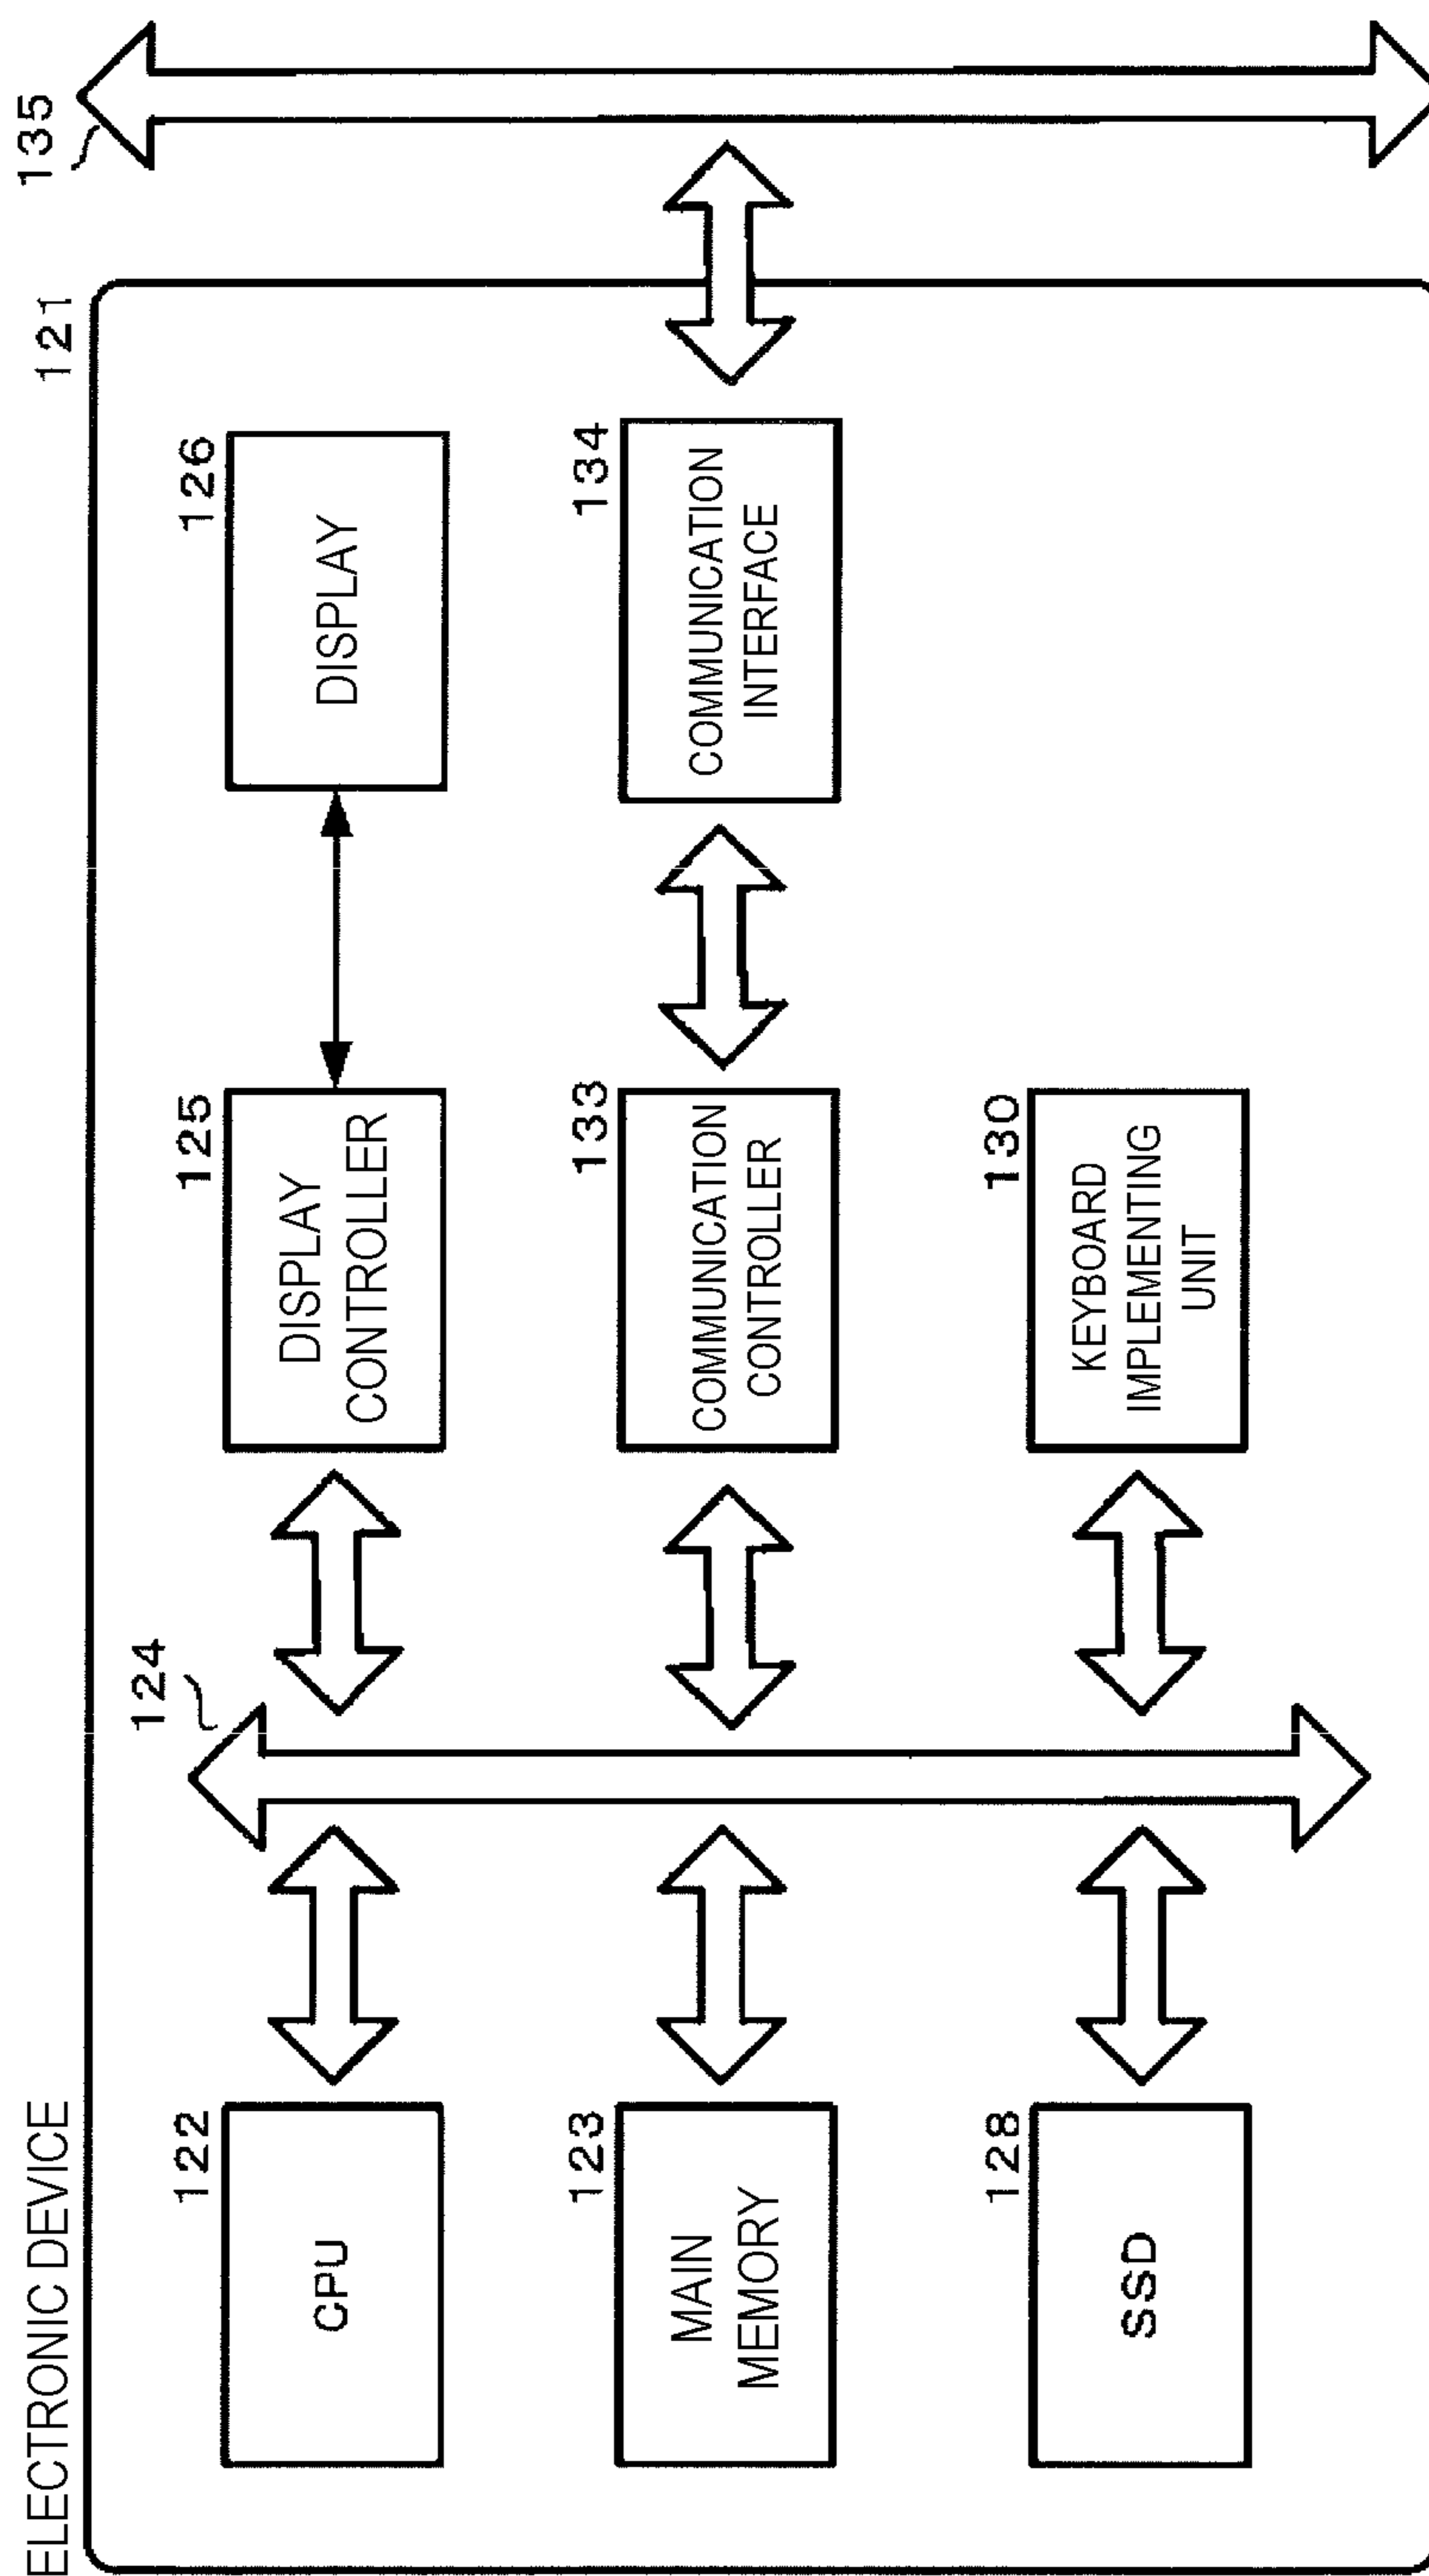 ELECTRONIC DEVICE
121
135
122
CPU
124
125
DISPLAY
CONTROLLER
126
DISPLAY
123
MAIN
MEMORY
133
COMMUNICATION
CONTROLLER
134
COMMUNICATION
INTERFACE
128
SSD
130
KEYBOARD
IMPLEMENTING
UNIT